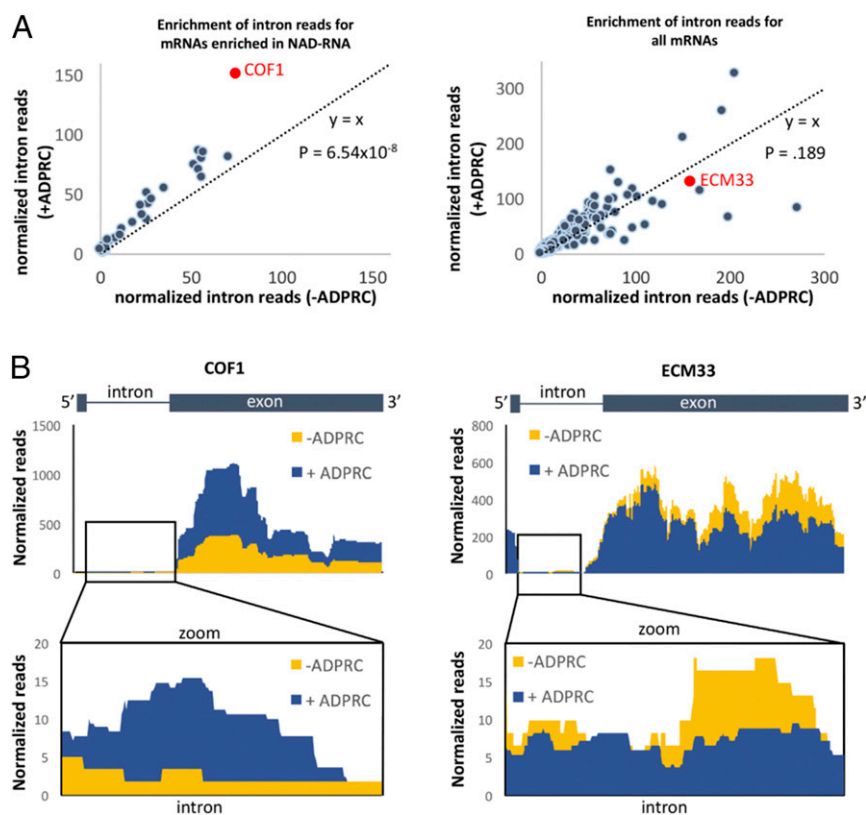 A
Enrichment of intron reads for
mRNAs enriched in NAD-RNA
normalized intron reads
(+ADPRC)
150
100
50
0
COF1
y = x
P = 6.54x10-8
0
50
100
150
normalized intron reads (-ADPRC)
Enrichment of intron reads for
all mRNAs
normalized intron reads
(+ADPRC)
300
200
100
0
y = x
P = .189
ECM33
0
100
200
300
normalized intron reads (-ADPRC)
B
COF1
5’
intron
exon
3’
Normalized reads
1500
1000
500
0
-ADPRC
+ ADPRC
zoom
Normalized reads
20
15
10
5
0
-ADPRC
+ ADPRC
intron
ECM33
5’
intron
exon
3’
Normalized reads
800
600
400
200
0
-ADPRC
+ ADPRC
zoom
Normalized reads
20
15
10
5
0
-ADPRC
+ ADPRC
intron